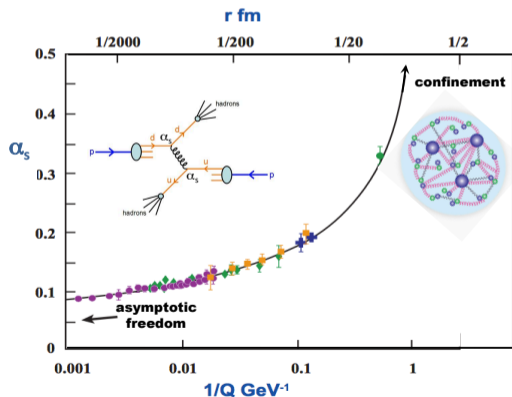 r fm
1/2000 1/200 1/20 1/2
0.5
confinement
hadrons
0.4
αs
d d
p αs
0.3
u αs u p
hadrons
0.2
0.1
asymptotic
freedom
0 0
0.001 0.01 0.1 1
1/Q GeV⁻¹